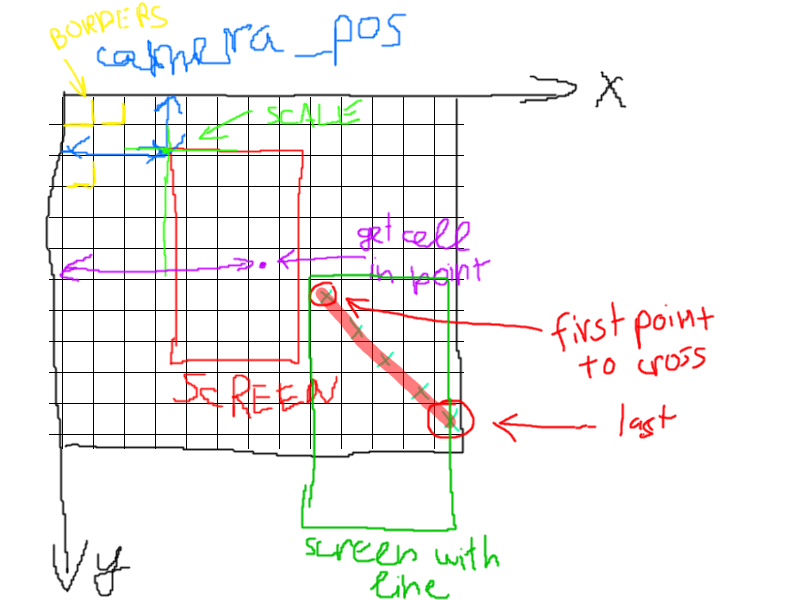 BORDERS
camera_pos
X
SCALE
get cell
in point
first point
to cross
SCREEN
last
screen with
line
y